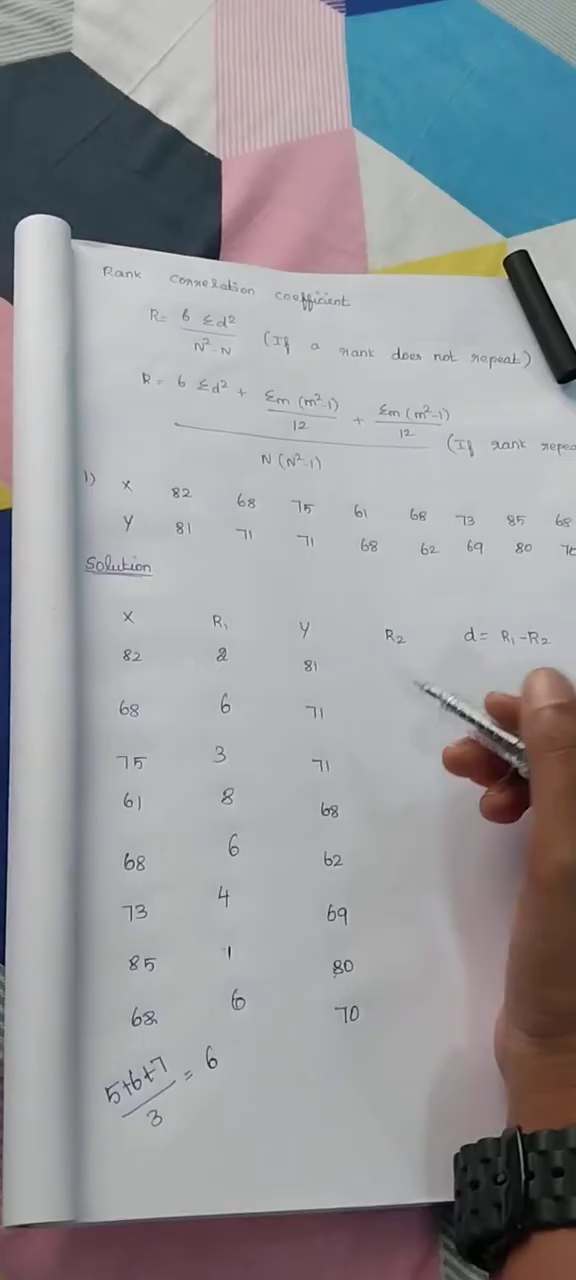 Rank Correlation Coefficient
R= 6 Σd² / N²-N (If a rank does not repeat)
R= 6 Σd² + Σm(m²-1)/12 + Σm(m²-1)/12 / N(N²-1) (If rank
1) X 82 68 75 61 68 73 85 68
Y 81 71 71 68 62 69 80 70
Solution
X R₁ Y R₂ d= R₁-R₂
82 2 81
68 6 71
75 3 71
61 8 68
68 6 62
73 4 69
85 1 80
68 6 70
5+6+7/3 = 6